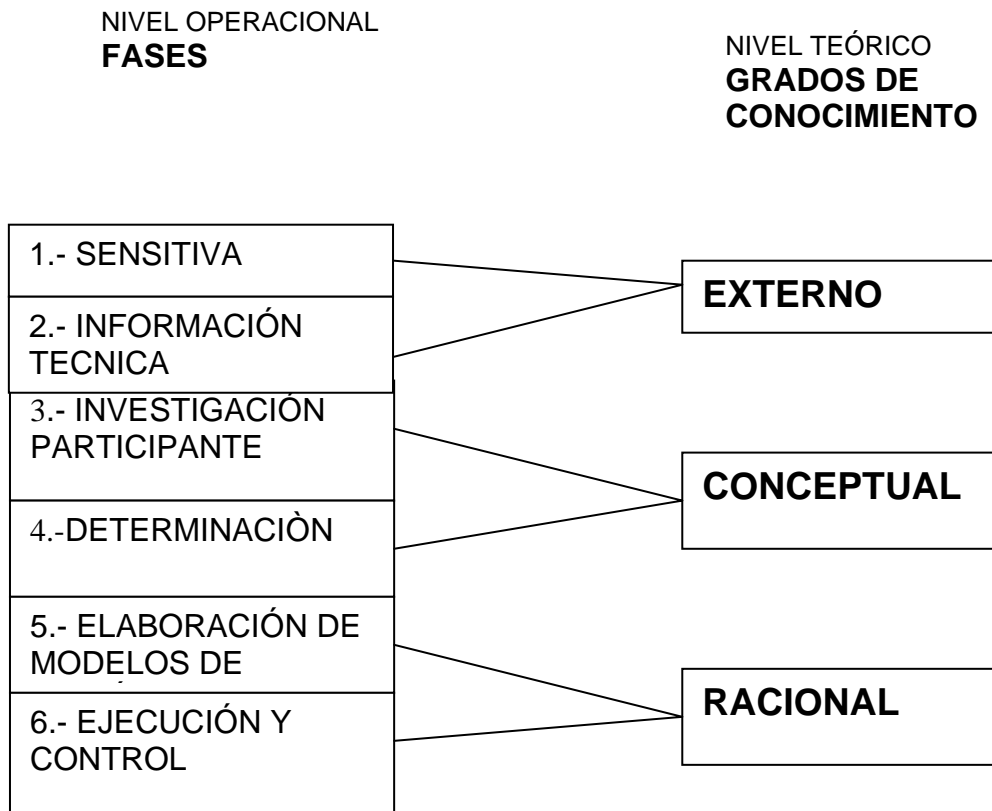 NIVEL OPERACIONAL
FASES
NIVEL TEÓRICO
GRADOS DE
CONOCIMIENTO
1.- SENSITIVA
2.- INFORMACIÓN
TECNICA
3.- INVESTIGACIÓN
PARTICIPANTE
4.-DETERMINACIÒN
5.- ELABORACIÓN DE
MODELOS DE
6.- EJECUCIÓN Y
CONTROL
EXTERNO
CONCEPTUAL
RACIONAL